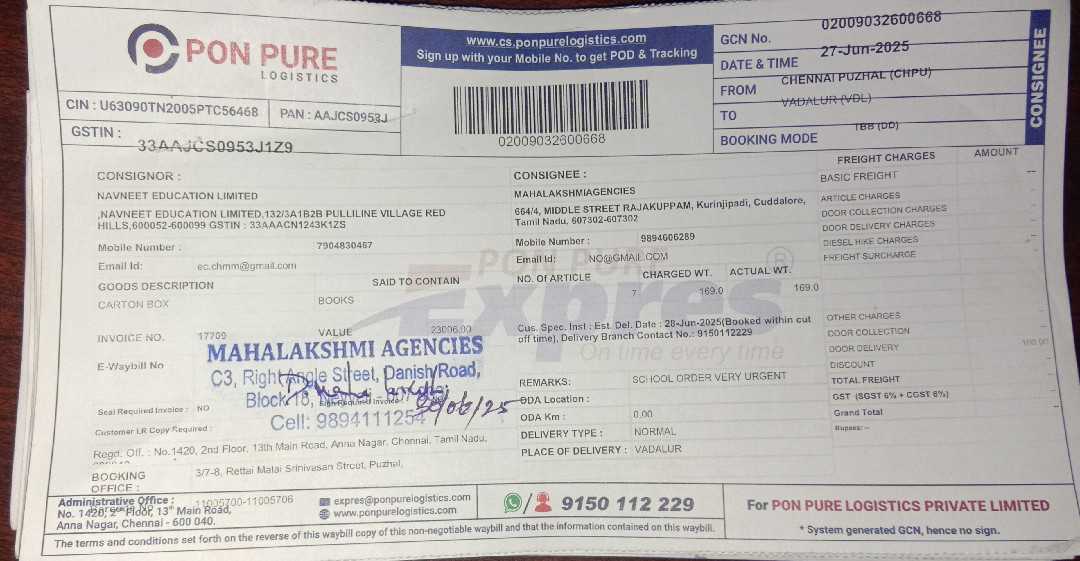 PON PURE
LOGISTICS
CIN : U63090TN2005PTC56468
PAN : AAJCS0953J
GSTIN :
33AAJCS0953J1Z9
www.cs.ponpurelogistics.com
Sign up with your Mobile No. to get POD & Tracking
02009032600668
GCN No. 02009032600668
DATE & TIME 27-Jun-2025
FROM CHENNAI PUZHAL (CHPU)
TO VADALUR (VDL)
BOOKING MODE TBB (DD)
CONSIGNEE
CONSIGNOR :
NAVNEET EDUCATION LIMITED
,NAVNEET EDUCATION LIMITED,132/3A1B2B PULLILINE VILLAGE RED
HILLS,600052-600099 GSTIN : 33AAACN1243K1ZS
Mobile Number : 7904830467
Email Id: ec.chmm@gmail.com
GOODS DESCRIPTION SAID TO CONTAIN
CARTON BOX BOOKS
INVOICE NO. 17709 VALUE 23006.00
E-Waybill No
Seal Required Invoice : NO
Customer LR Copy Required :
CONSIGNEE :
MAHALAKSHMIAGENCIES
664/4, MIDDLE STREET RAJAKUPPAM, Kurinjipadi, Cuddalore,
Tamil Nadu, 607302-607302
Mobile Number : 9894606289
Email Id: NO@GMAIL.COM
NO. OF ARTICLE CHARGED WT. ACTUAL WT.
7 169.0 169.0
PON PURE
Expres
®
On time every time
Cus. Spec. Inst : Est. Del. Date : 28-Jun-2025(Booked within cut
off time), Delivery Branch Contact No.: 9150112229
REMARKS: SCHOOL ORDER VERY URGENT
ODA Location :
ODA Km : 0.00
DELIVERY TYPE : NORMAL
PLACE OF DELIVERY : VADALUR
FREIGHT CHARGES AMOUNT
BASIC FREIGHT --
ARTICLE CHARGES
DOOR COLLECTION CHARGES
DOOR DELIVERY CHARGES
DIESEL HIKE CHARGES
FREIGHT SURCHARGE
OTHER CHARGES
DOOR COLLECTION
DOOR DELIVERY
DISCOUNT
TOTAL FREIGHT
GST (SGST 6% + CGST 6%)
Grand Total
Rupees: --
MAHALAKSHMI AGENCIES
C3, Right Angle Street, Danish Road,
Block 18,
Cell: 9894111254
Regd. Off. : No.1420, 2nd Floor, 13th Main Road, Anna Nagar, Chennai, Tamil Nadu,
BOOKING
OFFICE :
3/7-8, Rettai Malai Srinivasan Street, Puzhal,
Administrative Office :
11005700-11005706
No. 1420, 2nd Floor, 13th Main Road,
Anna Nagar, Chennai - 600 040.
expres@ponpurelogistics.com
www.ponpurelogistics.com
9150 112 229
For PON PURE LOGISTICS PRIVATE LIMITED
* System generated GCN, hence no sign.
The terms and conditions set forth on the reverse of this waybill copy of this non-negotiable waybill and that the information contained on this waybill.